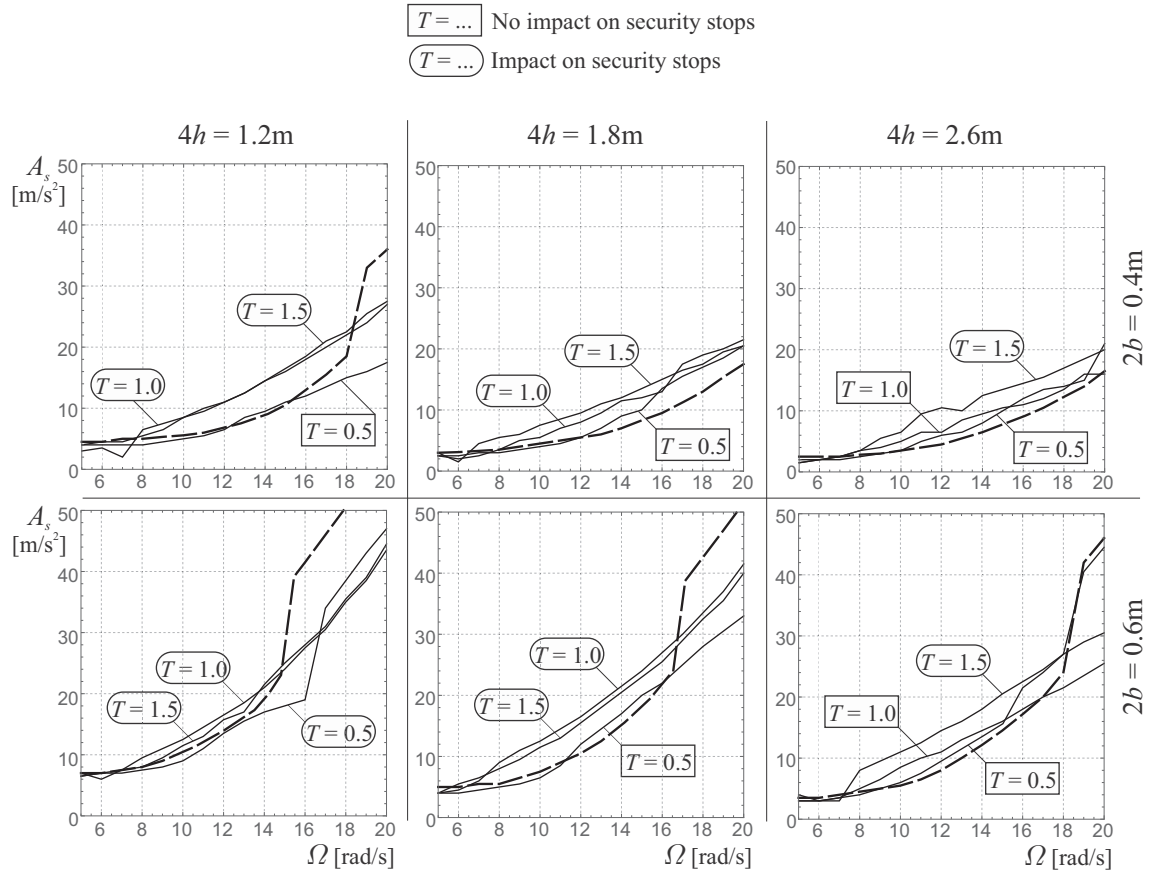 T = ... No impact on security stops
T = ... Impact on security stops
4h = 1.2m 4h = 1.8m 4h = 2.6m
A_s
[m/s²]
50
40
30
20
10
0
6 8 10 12 14 16 18 20
T = 1.5
T = 1.0
T = 0.5
50
40
30
20
10
0
6 8 10 12 14 16 18 20
T = 1.5
T = 1.0
T = 0.5
50
40
30
20
10
0
6 8 10 12 14 16 18 20
T = 1.5
T = 1.0
T = 0.5
2b = 0.4m
A_s
[m/s²]
50
40
30
20
10
0
6 8 10 12 14 16 18 20
T = 1.0
T = 1.5
T = 0.5
Ω [rad/s]
50
40
30
20
10
0
6 8 10 12 14 16 18 20
T = 1.0
T = 1.5
T = 0.5
Ω [rad/s]
50
40
30
20
10
0
6 8 10 12 14 16 18 20
T = 1.5
T = 1.0
T = 0.5
Ω [rad/s]
2b = 0.6m